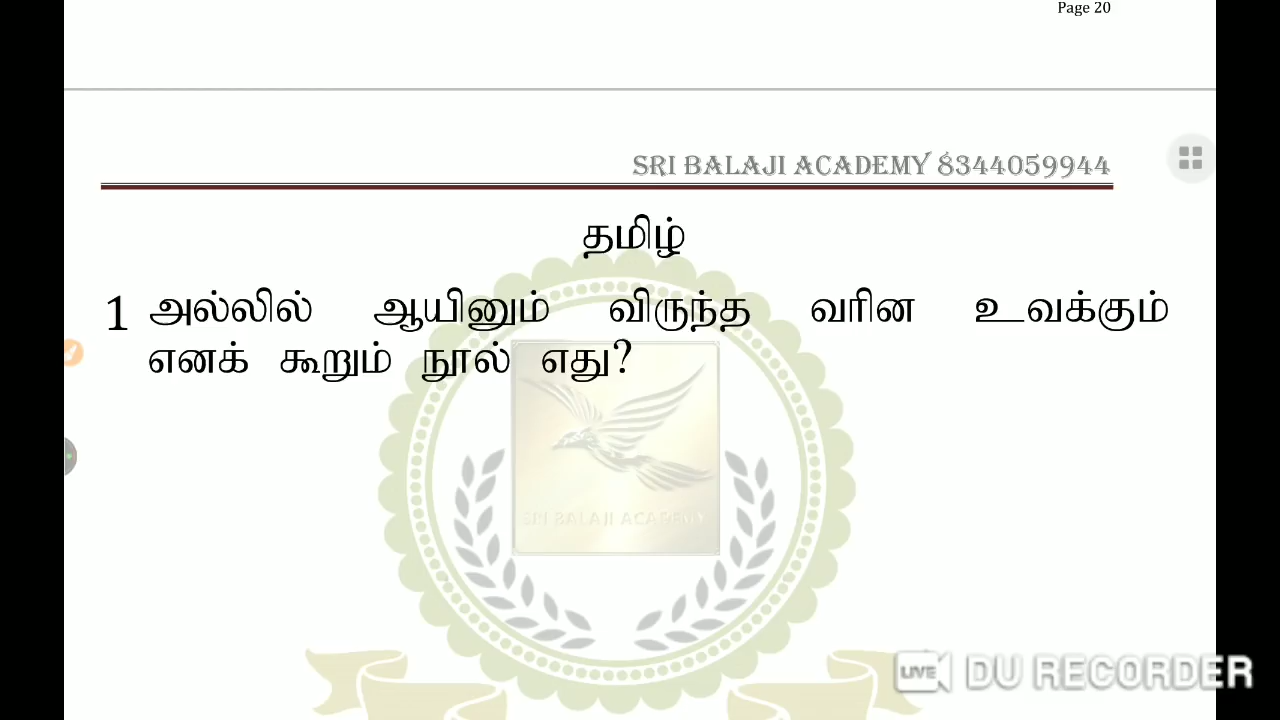 Page 20
SRI BALAJI ACADEMY 8344059944
தமிழ்
1 அல்லில் ஆயினும் விருந்த வரின உவக்கும்
எனக் கூறும் நூல் எது?
SRI BALAJI ACADEMY
LIVE DU RECORDER